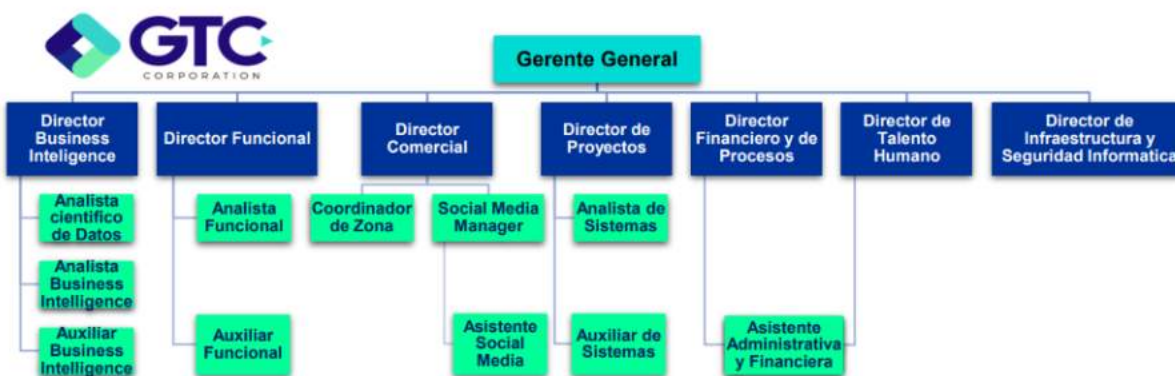 GTC
CORPORATION
Gerente General
Director
Business
Inteligence
Director Funcional
Director
Comercial
Director de
Proyectos
Director
Financiero y de
Procesos
Director de
Talento
Humano
Director de
Infraestructura y
Seguridad Informatica
Analista
cientifico
de Datos
Analista
Funcional
Coordinador
de Zona
Social Media
Manager
Analista de
Sistemas
Analista
Business
Intelligence
Auxiliar
Business
Intelligence
Auxiliar
Funcional
Asistente
Social
Media
Auxiliar de
Sistemas
Asistente
Administrativa
y Financiera